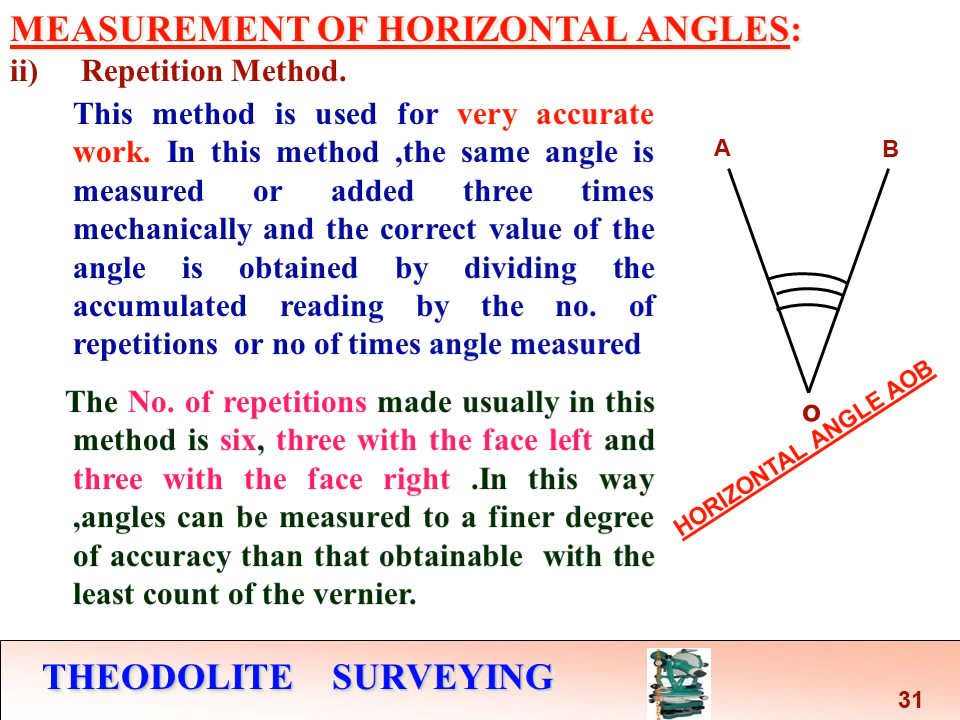 MEASUREMENT OF HORIZONTAL ANGLES:
ii) Repetition Method.
This method is used for very accurate
work. In this method ,the same angle is
measured or added three times
mechanically and the correct value of the
angle is obtained by dividing the
accumulated reading by the no. of
repetitions or no of times angle measured
The No. of repetitions made usually in this
method is six, three with the face left and
three with the face right .In this way
,angles can be measured to a finer degree
of accuracy than that obtainable with the
least count of the vernier.
A B
O
HORIZONTAL ANGLE AOB
THEODOLITE SURVEYING
31